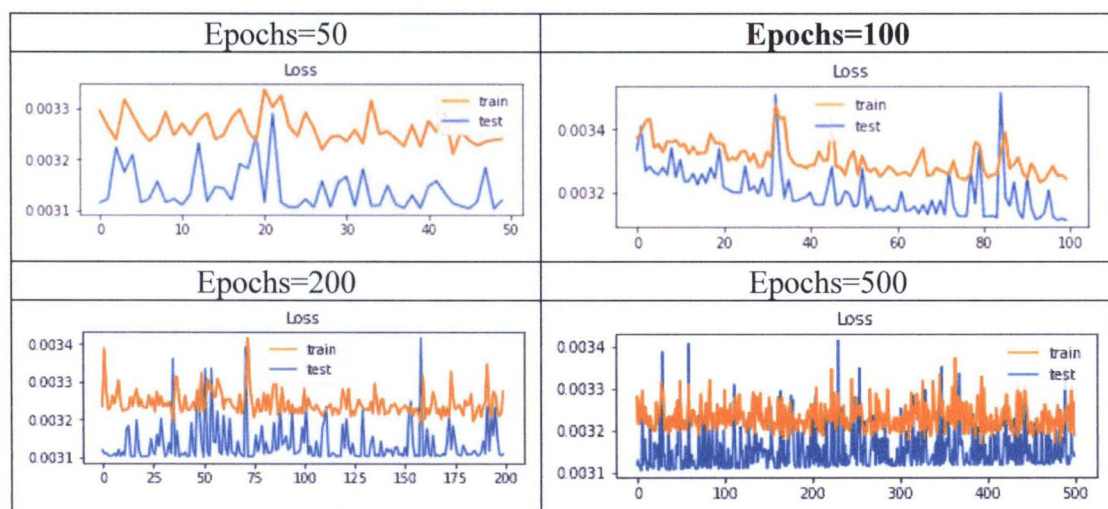 Epochs=50
Loss
0.0033
0.0032
0.0031
train
test
0 10 20 30 40 50
Epochs=100
Loss
0.0034
0.0032
train
test
0 20 40 60 80 100
Epochs=200
Loss
0.0034
0.0033
0.0032
0.0031
train
test
0 25 50 75 100 125 150 175 200
Epochs=500
Loss
0.0034
0.0033
0.0032
0.0031
train
test
0 100 200 300 400 500